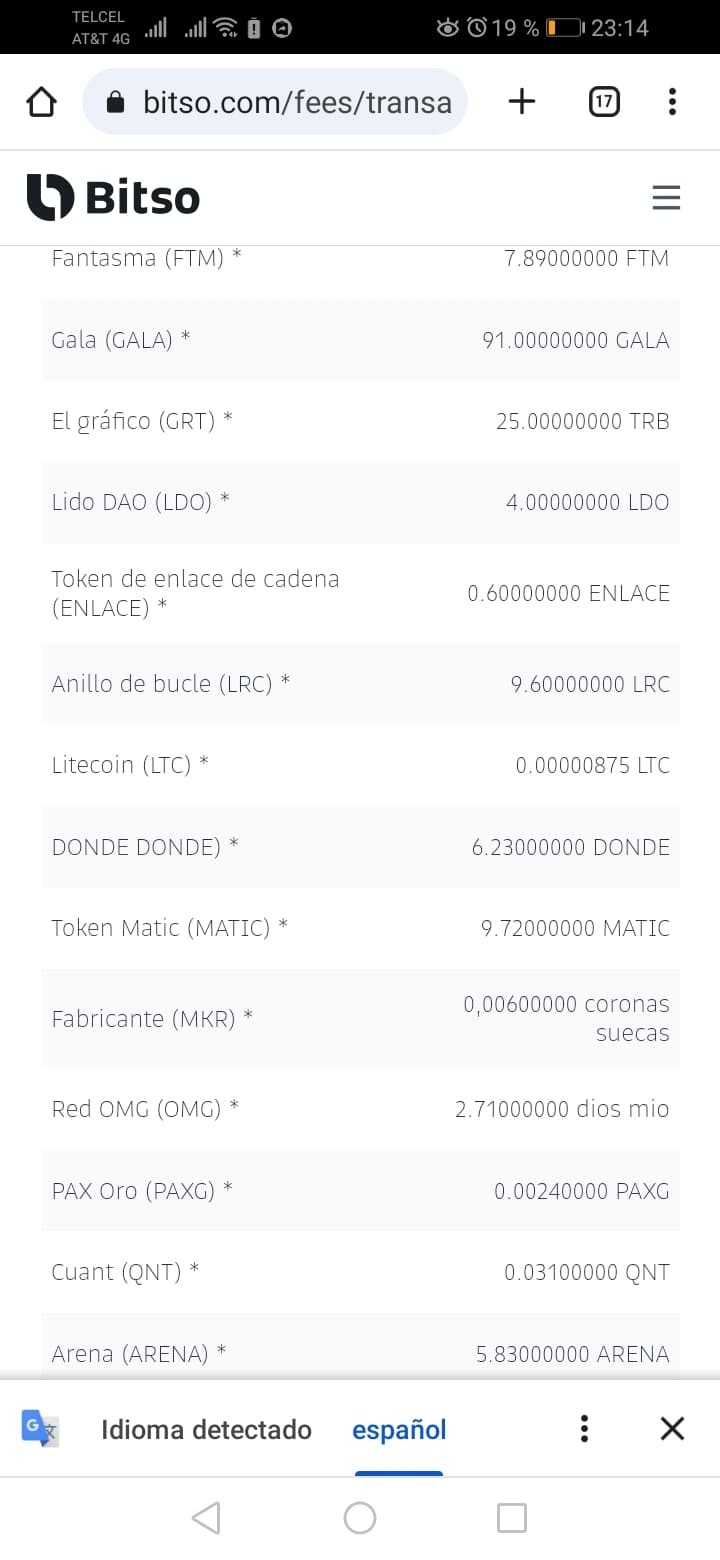 TELCEL
AT&T 4G
19 % 23:14
bitso.com/fees/transa
17
Bitso
Fantasma (FTM) * 7.89000000 FTM
Gala (GALA) * 91.00000000 GALA
El gráfico (GRT) * 25.00000000 TRB
Lido DAO (LDO) * 4.00000000 LDO
Token de enlace de cadena
(ENLACE) * 0.60000000 ENLACE
Anillo de bucle (LRC) * 9.60000000 LRC
Litecoin (LTC) * 0.00000875 LTC
DONDE DONDE) * 6.23000000 DONDE
Token Matic (MATIC) * 9.72000000 MATIC
Fabricante (MKR) * 0,00600000 coronas
suecas
Red OMG (OMG) * 2.71000000 dios mio
PAX Oro (PAXG) * 0.00240000 PAXG
Cuant (QNT) * 0.03100000 QNT
Arena (ARENA) * 5.83000000 ARENA
G文 Idioma detectado español